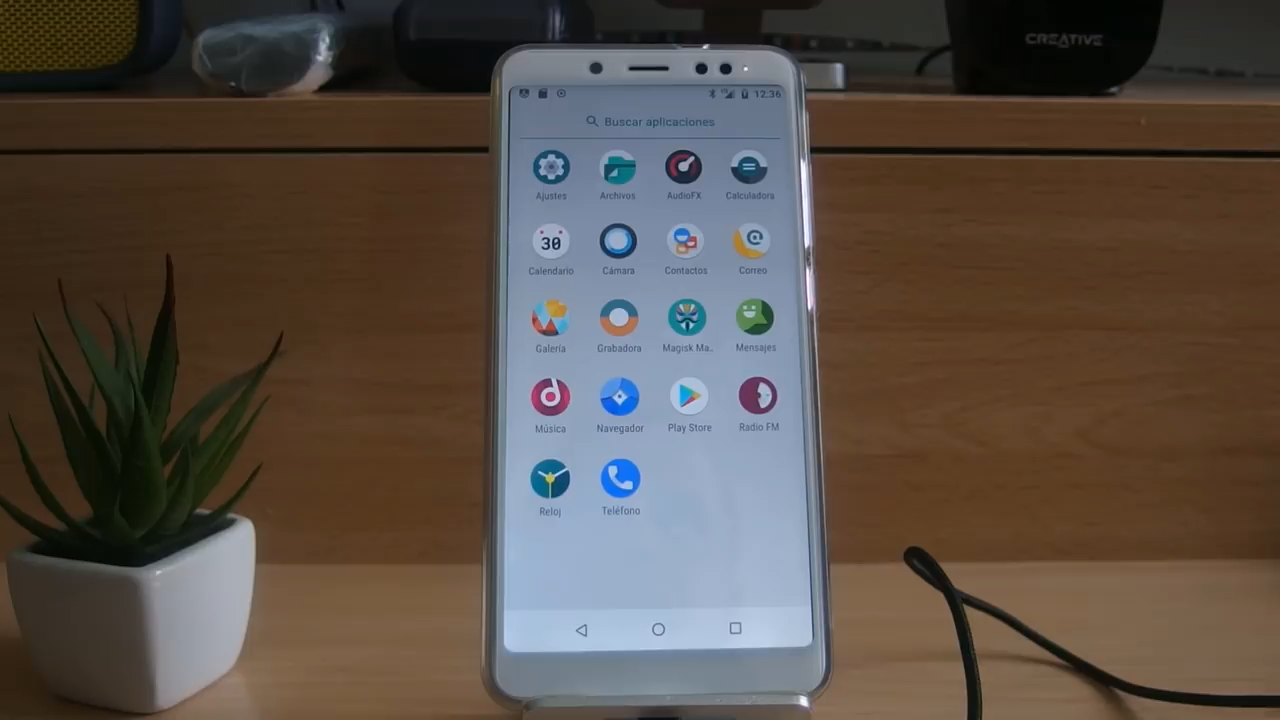 CREATIVE
12:36
Buscar aplicaciones
Ajustes Archivos AudioFX Calculadora
30
Calendario Cámara Contactos Correo
Galería Grabadora Magisk Ma.. Mensajes
Música Navegador Play Store Radio FM
Reloj Teléfono